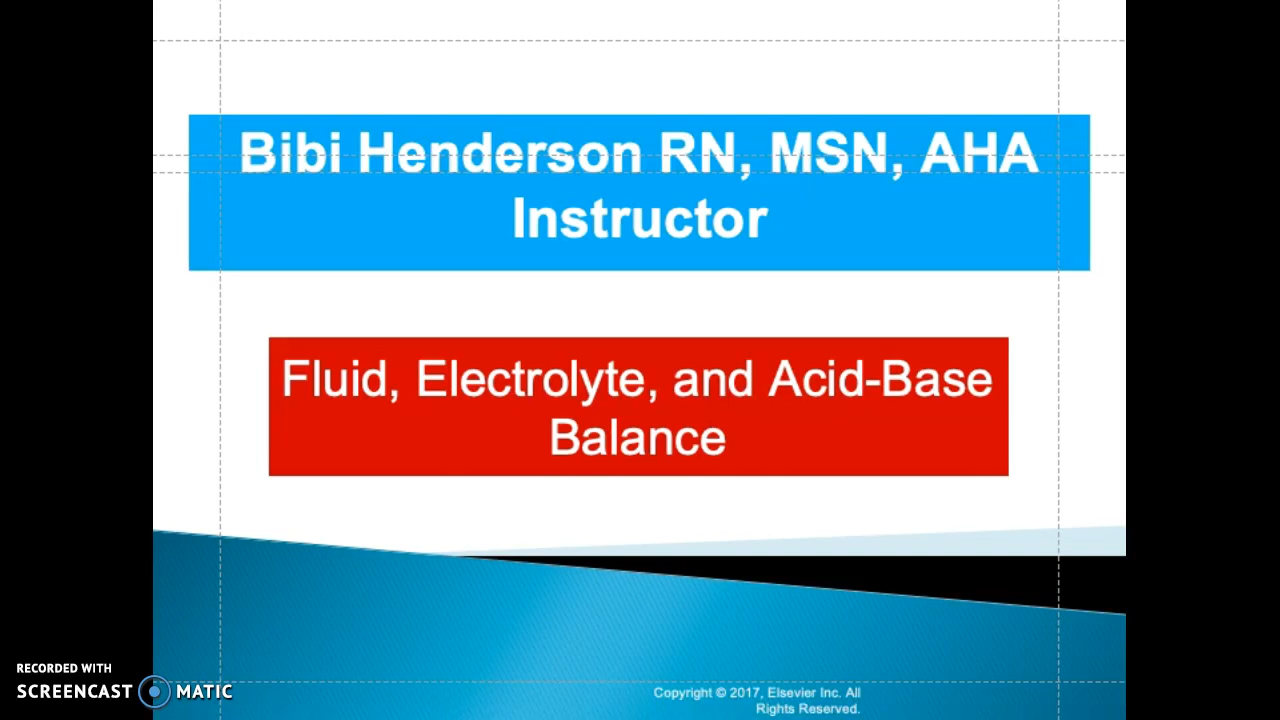 Bibi Henderson RN, MSN, AHA
Instructor
Fluid, Electrolyte, and Acid-Base
Balance
RECORDED WITH
SCREENCAST MATIC
Copyright © 2017, Elsevier Inc. All
Rights Reserved.